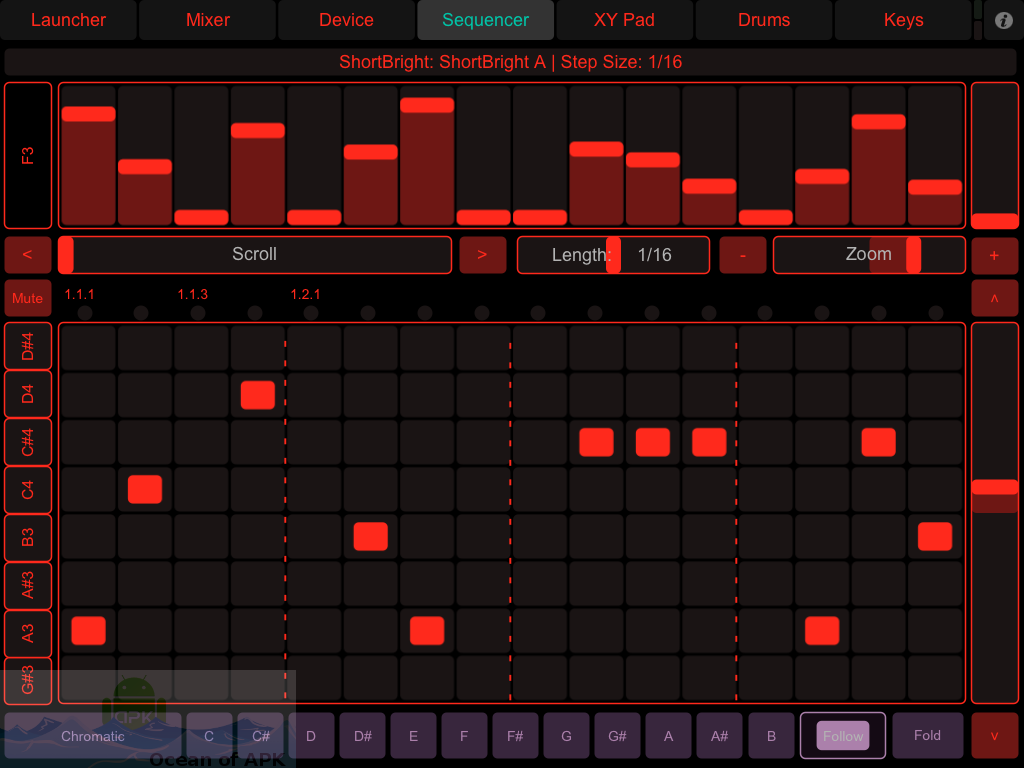 Launcher Mixer Device Sequencer XY Pad Drums Keys i
ShortBright: ShortBright A | Step Size: 1/16
F3
< Scroll > Length: 1/16 - Zoom +
Mute 1.1.1 1.1.3 1.2.1 ^
D#4
D4
C#4
C4
B3
A#3
A3
G#3
APK
Chromatic C C# D D# E F F# G G# A A# B Follow Fold v
Ocean of APK